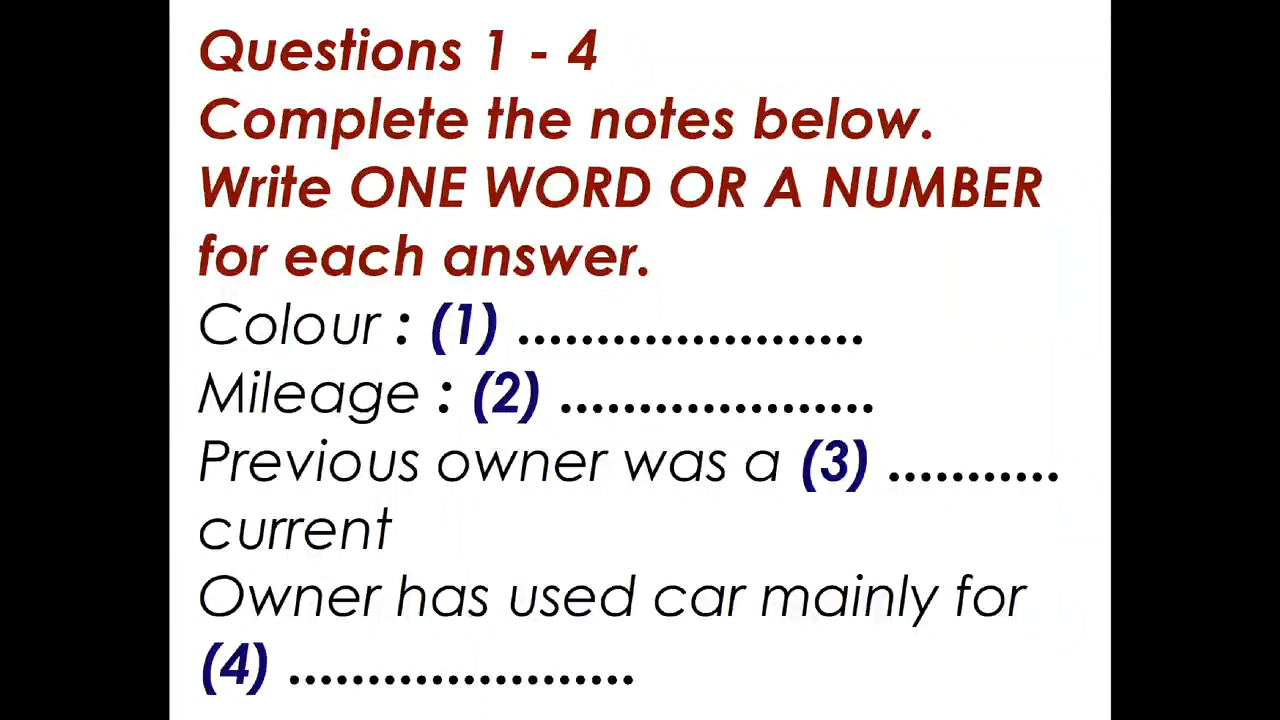 Questions 1 - 4
Complete the notes below.
Write ONE WORD OR A NUMBER
for each answer.
Colour : (1) ......................
Mileage : (2) ....................
Previous owner was a (3) ...........
current
Owner has used car mainly for
(4) ......................